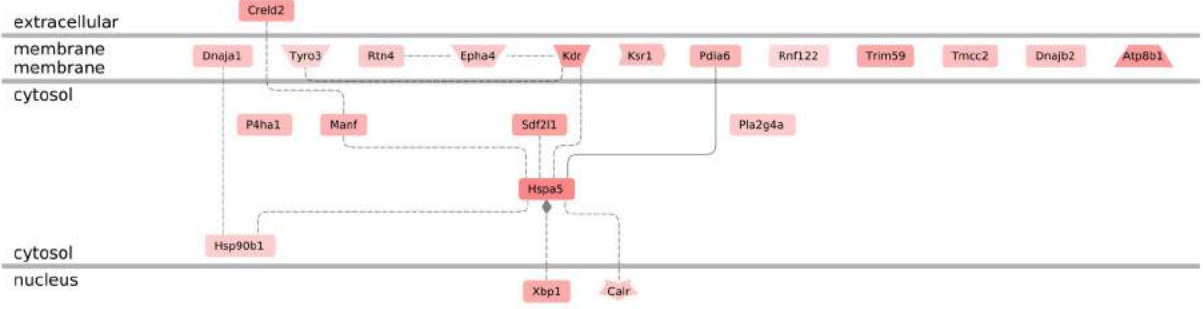 Creld2
extracellular
membrane
Dnaja1 Tyro3 Rtn4 Epha4 Kdr Ksr1 Pdia6 Rnf122 Trim59 Tmcc2 Dnajb2 Atp8b1
membrane
cytosol
P4ha1 Manf Sdf2l1 Pla2g4a
Hspa5
Hsp90b1
cytosol
nucleus
Xbp1 Calr